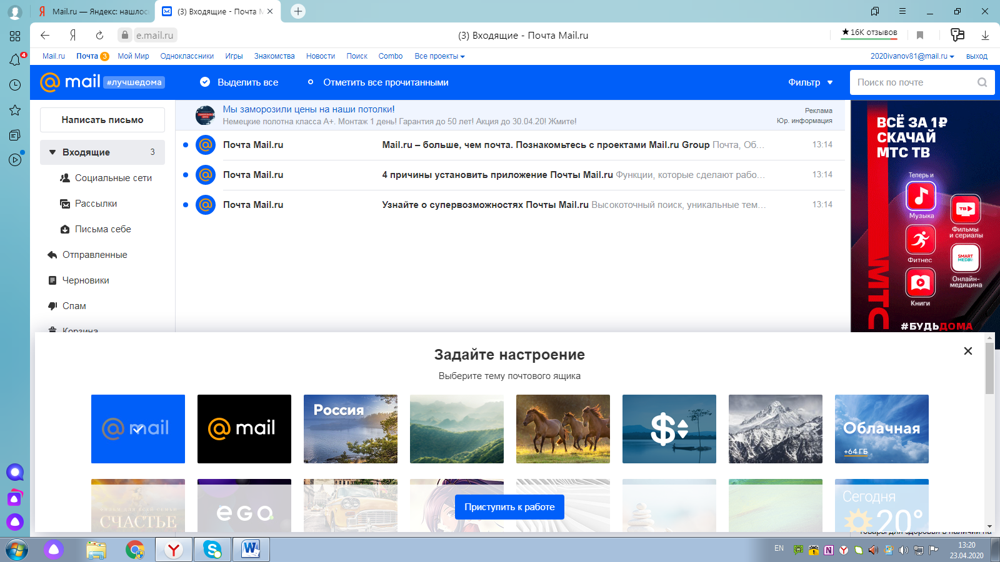 Mail.ru — Яндекс: нашлос
(3) Входящие - Почта М
4
e.mail.ru
(3) Входящие - Почта Mail.ru
★16K отзывов
Mail.ru Почта 3 Мой Мир Одноклассники Игры Знакомства Новости Поиск Combo Все проекты
2020ivanov81@mail.ru выход
@mail #лучшедома
Выделить все
Отметить все прочитанными
Фильтр
Поиск по почте
Написать письмо
Входящие 3
Социальные сети
Рассылки
Письма себе
Отправленные
Черновики
Спам
Корзина
Мы заморозили цены на наши потолки!
Немецкие полотна класса А+. Монтаж 1 день! Гарантия до 50 лет! Акция до 30.04.20! Жмите!
Реклама
Юр. информация
Почта Mail.ru Mail.ru – больше, чем почта. Познакомьтесь с проектами Mail.ru Group Почта, Об... 13:14
Почта Mail.ru 4 причины установить приложение Почты Mail.ru Функции, которые сделают рабо... 13:14
Почта Mail.ru Узнайте о супервозможностях Почты Mail.ru Высокоточный поиск, уникальные тем... 13:14
ВСЁ ЗА 1₽
СКАЧАЙ
МТС ТВ
Теперь и
Музыка
ТВ
Фильмы
и сериалы
Фитнес
SMART
MED
Онлайн-
медицина
Книги
МТС
#БУДЬДОМА
Задайте настроение
Выберите тему почтового ящика
@mail
@mail
Россия
$
Облачная
+64 ГБ
СЧАСТЬЕ
ego
Сегодня
20°
Приступить к работе
Товары для здоровья в наличии на
EN
13:20
23.04.2020